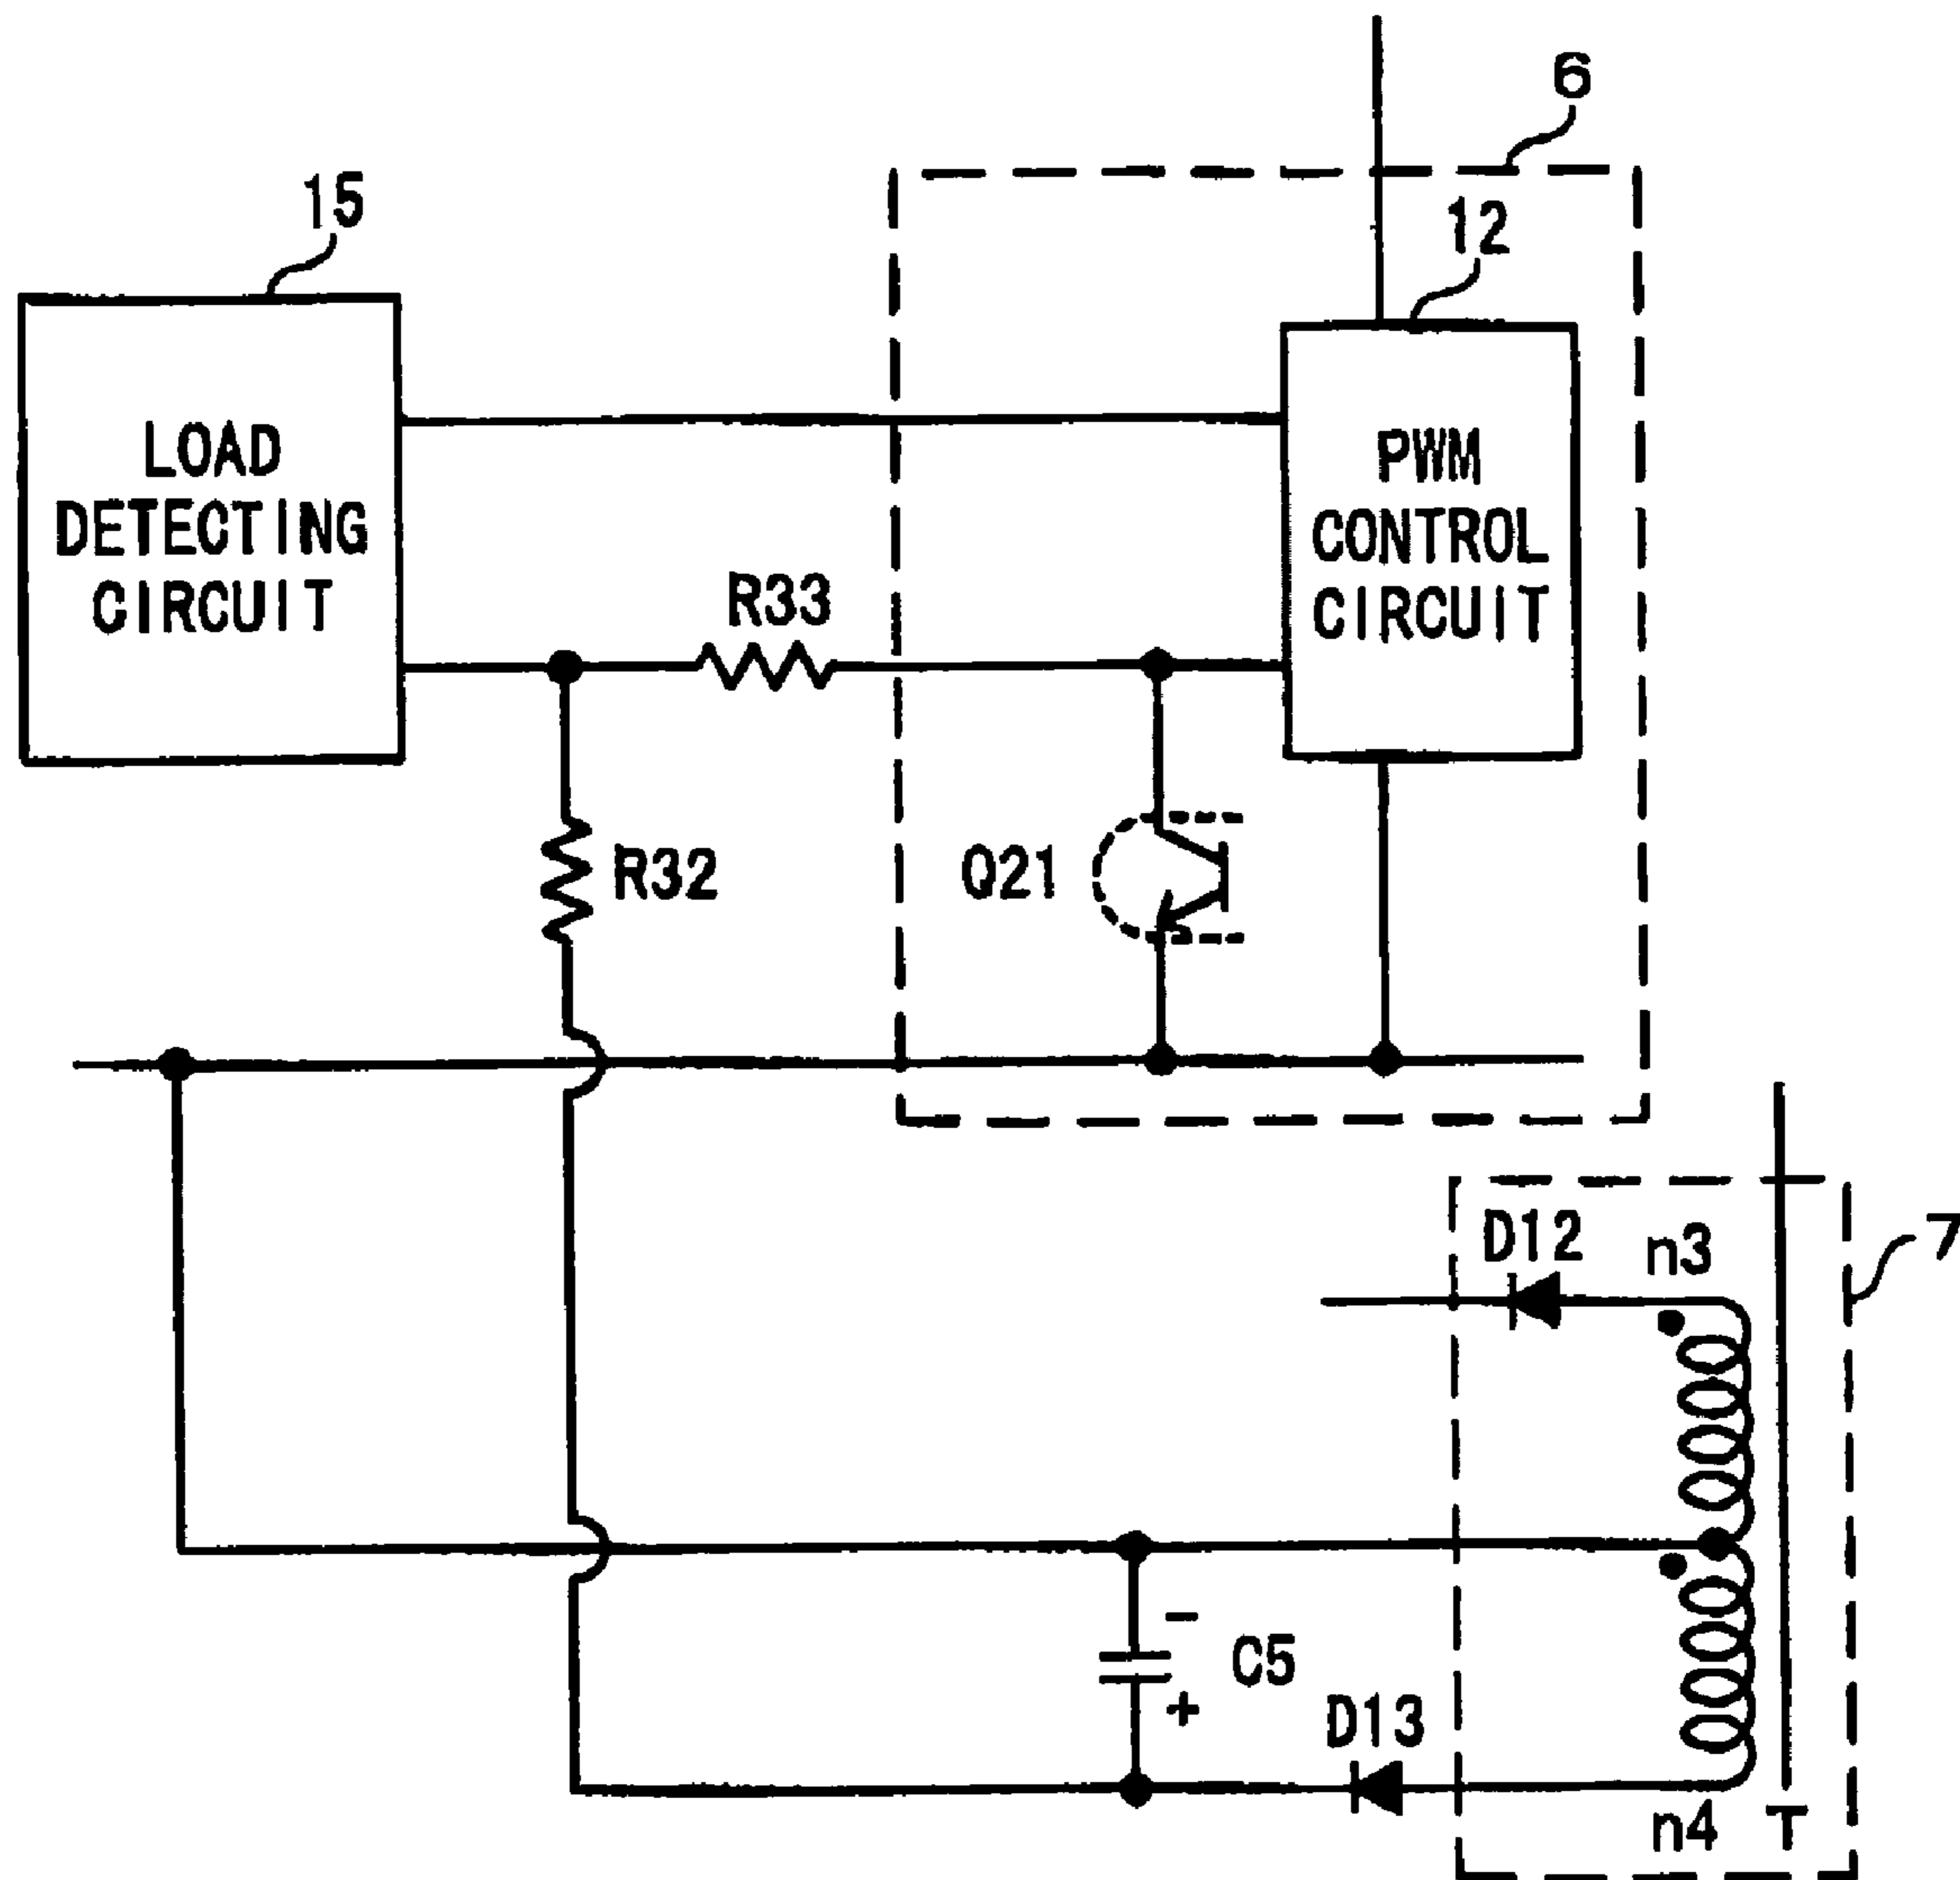 6
15
12
LOAD
DETECTING
CIRCUIT
PWM
CONTROL
CIRCUIT
R33
R32
Q21
D12
n3
7
-
C5
+
D13
n4
T